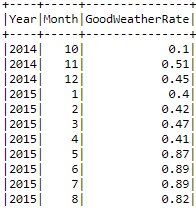 +----+-----+---------------+
|Year|Month|GoodWeatherRate|
+----+-----+---------------+
|2014|   10|            0.1|
|2014|   11|           0.51|
|2014|   12|           0.45|
|2015|    1|            0.4|
|2015|    2|           0.42|
|2015|    3|           0.47|
|2015|    4|           0.41|
|2015|    5|           0.87|
|2015|    6|           0.89|
|2015|    7|           0.89|
|2015|    8|           0.82|